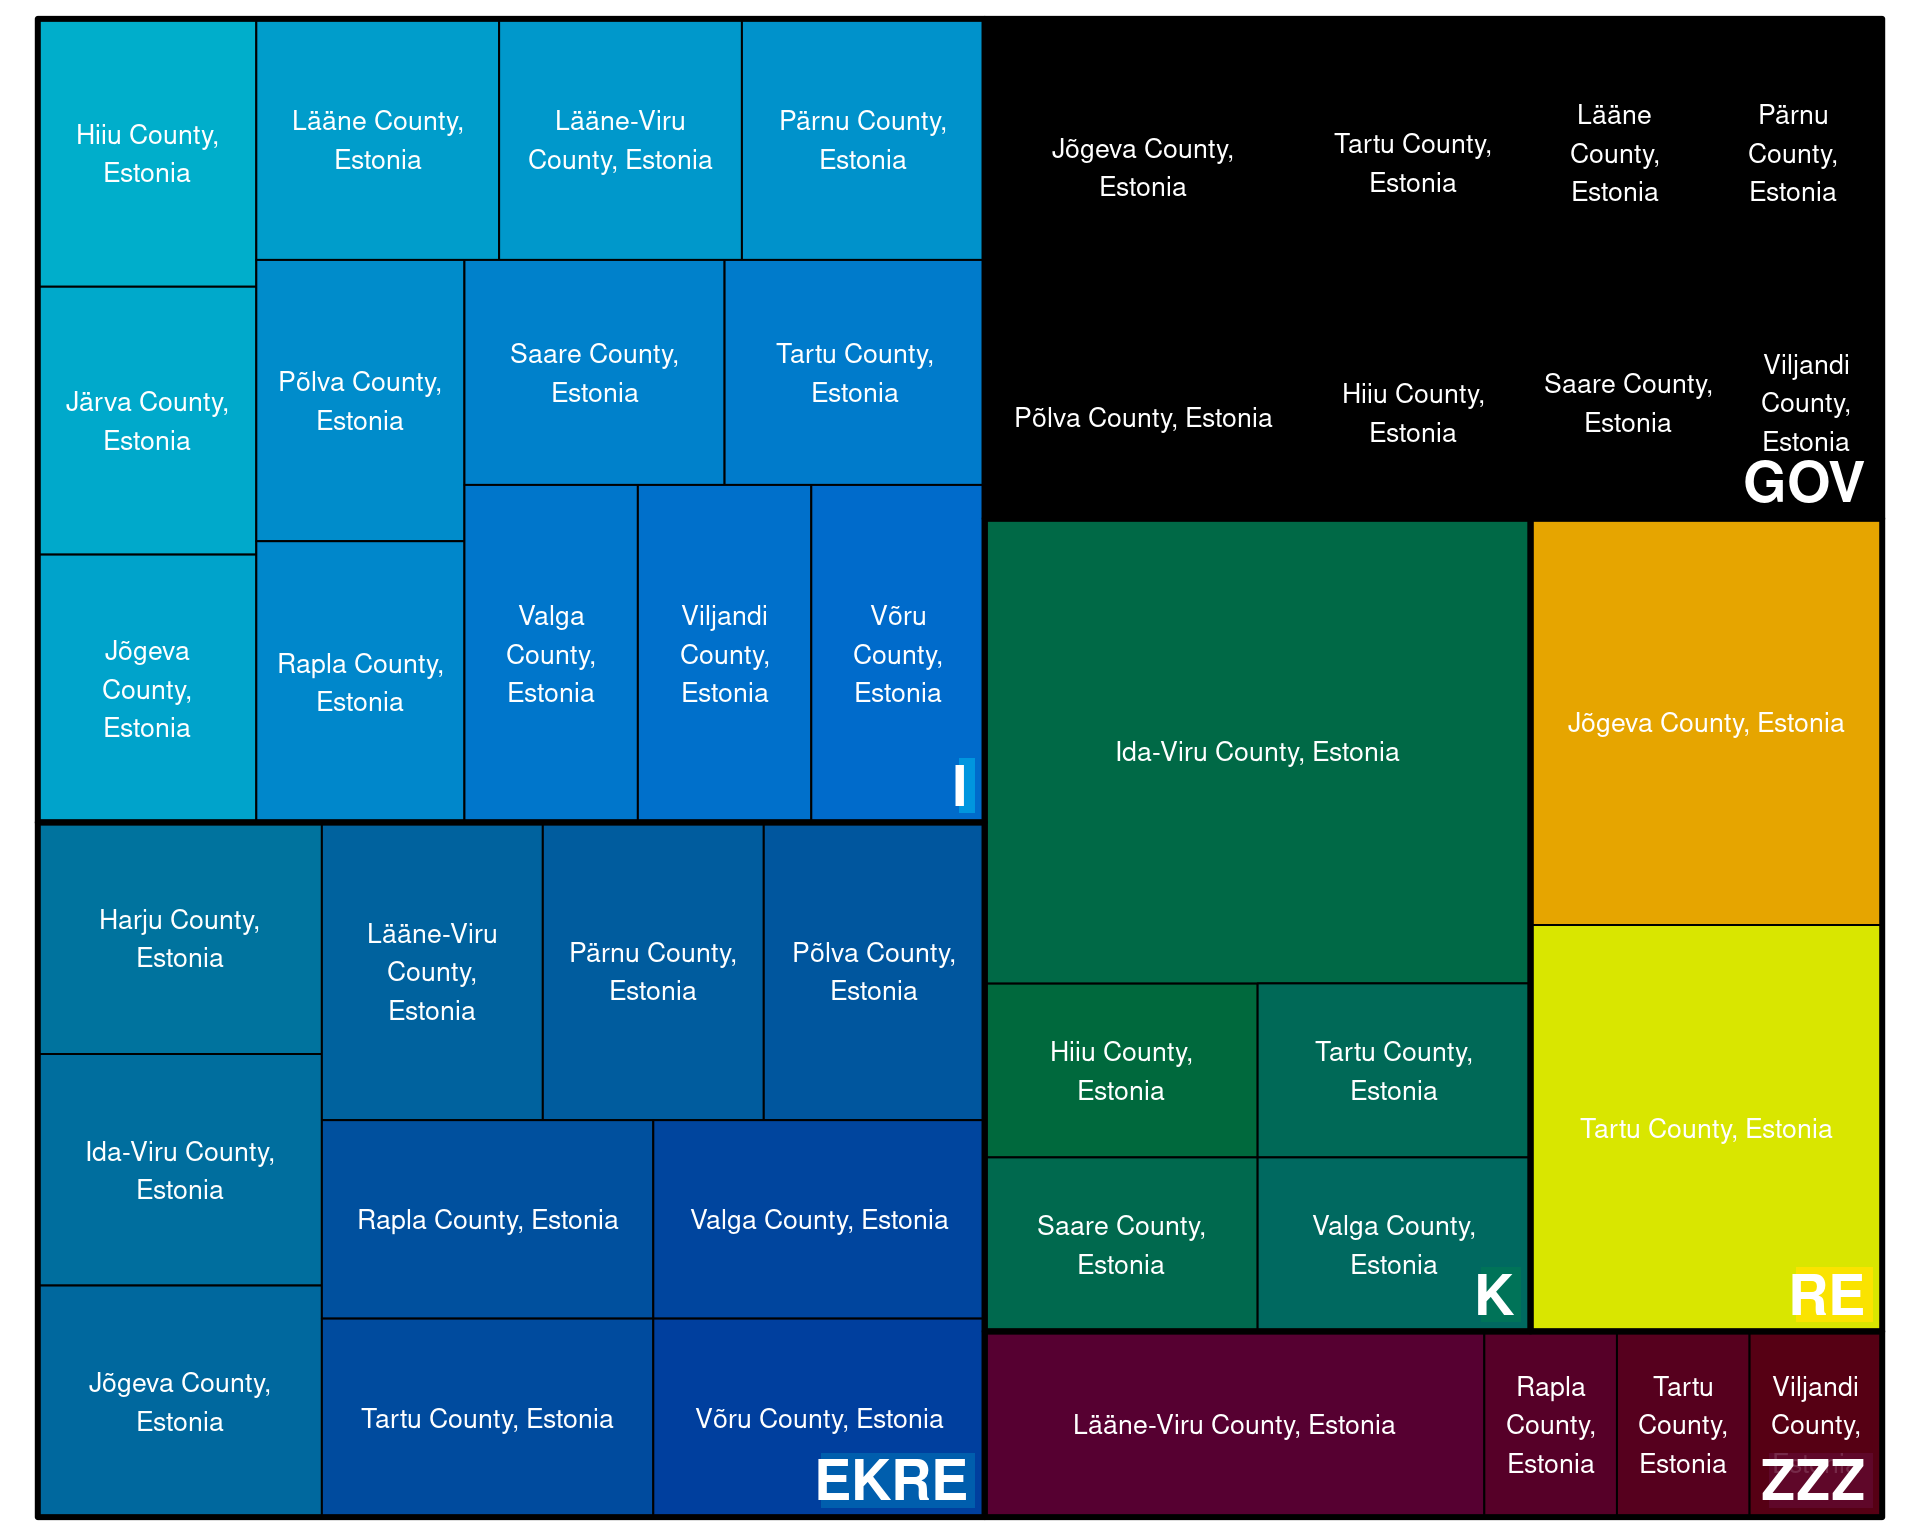 Hiiu County,
Estonia
Lääne County,
Estonia
Lääne-Viru
County, Estonia
Pärnu County,
Estonia
Järva County,
Estonia
Põlva County,
Estonia
Saare County,
Estonia
Tartu County,
Estonia
Jõgeva
County,
Estonia
Rapla County,
Estonia
Valga
County,
Estonia
Viljandi
County,
Estonia
Võru
County,
Estonia
I
Jõgeva County,
Estonia
Tartu County,
Estonia
Lääne
County,
Estonia
Pärnu
County,
Estonia
Põlva County, Estonia
Hiiu County,
Estonia
Saare County,
Estonia
Viljandi
County,
Estonia
GOV
Harju County,
Estonia
Lääne-Viru
County,
Estonia
Pärnu County,
Estonia
Põlva County,
Estonia
Ida-Viru County,
Estonia
Rapla County, Estonia
Valga County, Estonia
Jõgeva County,
Estonia
Tartu County, Estonia
Võru County, Estonia
EKRE
Ida-Viru County, Estonia
Hiiu County,
Estonia
Tartu County,
Estonia
Saare County,
Estonia
Valga County,
Estonia
K
Jõgeva County, Estonia
Tartu County, Estonia
RE
Lääne-Viru County, Estonia
Rapla
County,
Estonia
Tartu
County,
Estonia
Viljandi
County,
ZZZ